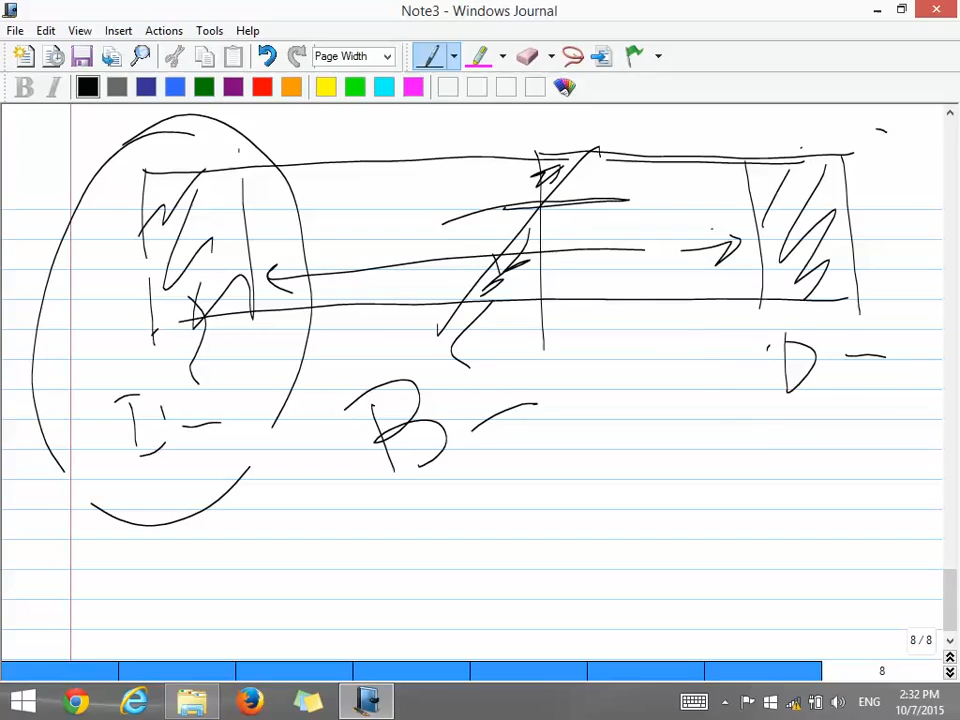 Note3 - Windows Journal
File Edit View Insert Actions Tools Help
Page Width
B I
D -
D -
B -
8 / 8
8
ENG
2:32 PM
10/7/2015